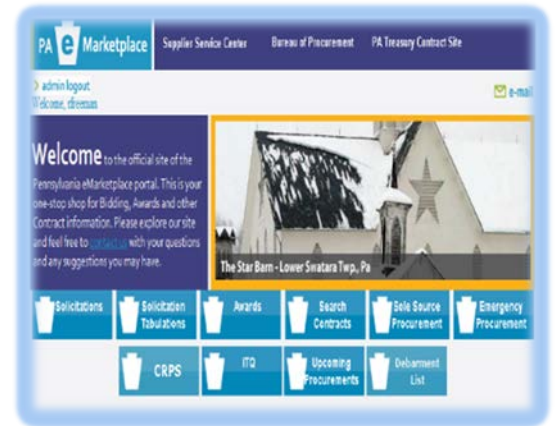 PA e Marketplace Supplier Service Center Bureau of Procurement PA Treasury Contract Site
admin logout
Welcome, cfreeman
e-mail
Welcome to the official site of the
Pennsylvania eMarketplace portal. This is your
one-stop shop for Bidding, Awards and other
Contract information. Please explore our site
and feel free to contact us with your questions
and any suggestions you may have.
The Star Barn - Lower Swatara Twp., Pa
Solicitations
Solicitation
Tabulations
Awards
Search
Contracts
Sole Source
Procurement
Emergency
Procurement
CRPS
ITQ
Upcoming
Procurements
Debarment
List